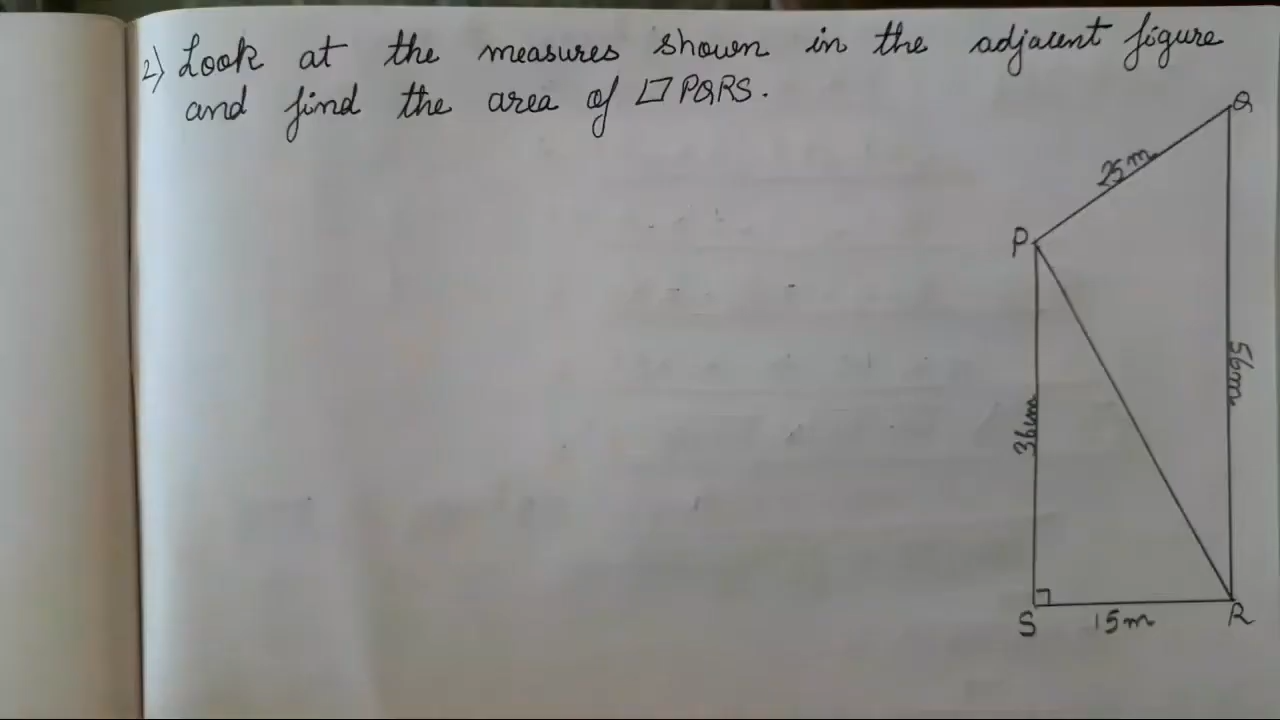 2) Look at the measures shown in the adjacent figure
and find the area of □PQRS.
Q
25m
P
36m
56m
S
15m
R